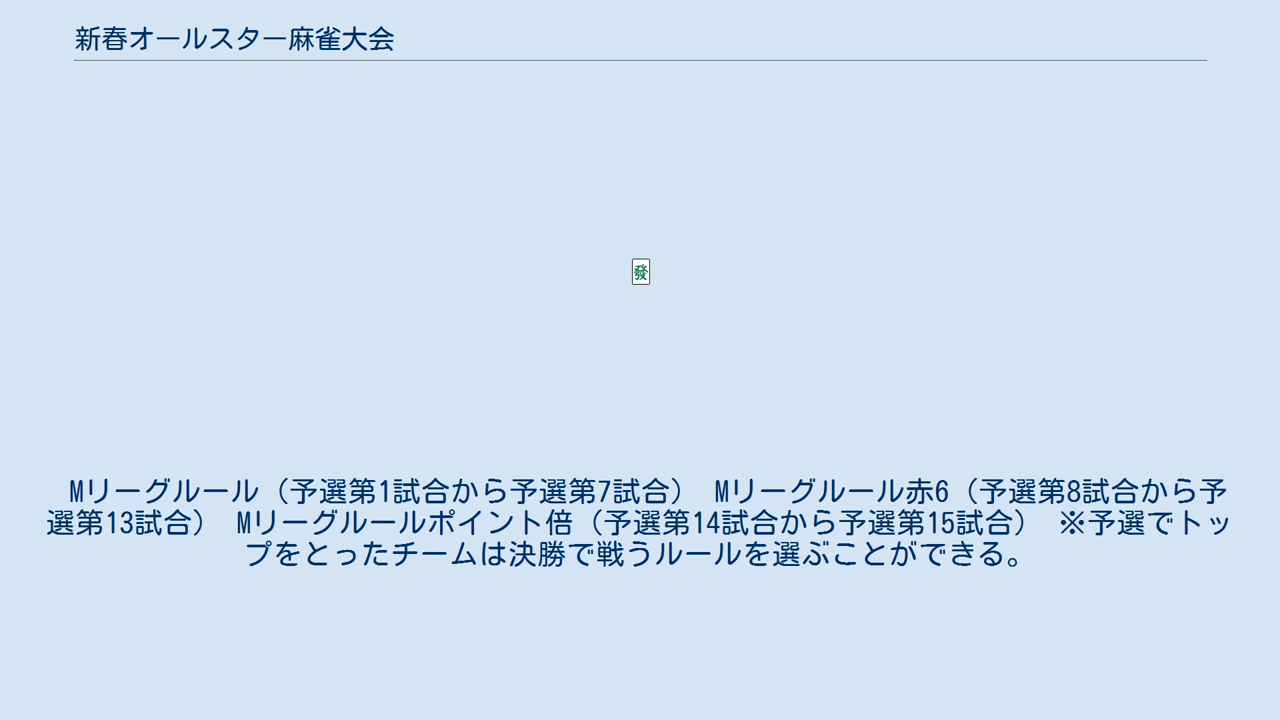 新春オールスター麻雀大会
發
Mリーグルール（予選第1試合から予選第7試合）　Mリーグルール赤6（予選第8試合から予
選第13試合）　Mリーグルールポイント倍（予選第14試合から予選第15試合）　※予選でトッ
プをとったチームは決勝で戦うルールを選ぶことができる。